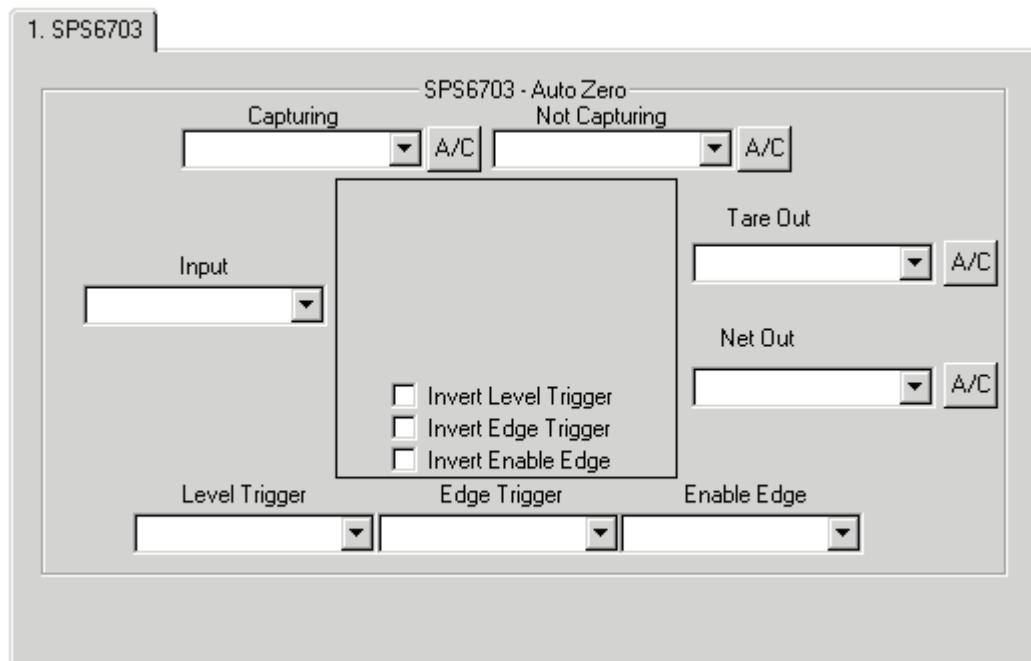 1. SPS6703
SPS6703 - Auto Zero
Capturing
Not Capturing
A/C
A/C
Tare Out
A/C
Input
Net Out
A/C
Invert Level Trigger
Invert Edge Trigger
Invert Enable Edge
Level Trigger
Edge Trigger
Enable Edge